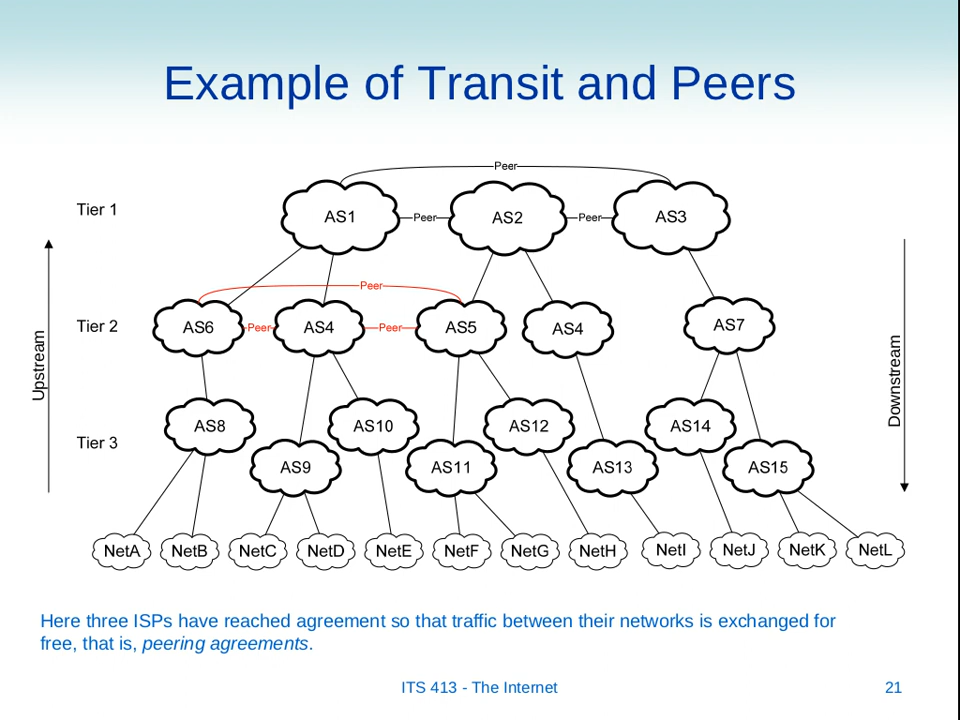 Example of Transit and Peers
Peer
Tier 1
AS1
Peer
AS2
Peer
AS3
Peer
Tier 2
AS6
Peer
AS4
Peer
AS5
AS4
AS7
Upstream
Downstream
Tier 3
AS8
AS10
AS12
AS14
AS9
AS11
AS13
AS15
NetA
NetB
NetC
NetD
NetE
NetF
NetG
NetH
NetI
NetJ
NetK
NetL
Here three ISPs have reached agreement so that traffic between their networks is exchanged for
free, that is, peering agreements.
ITS 413 - The Internet
21